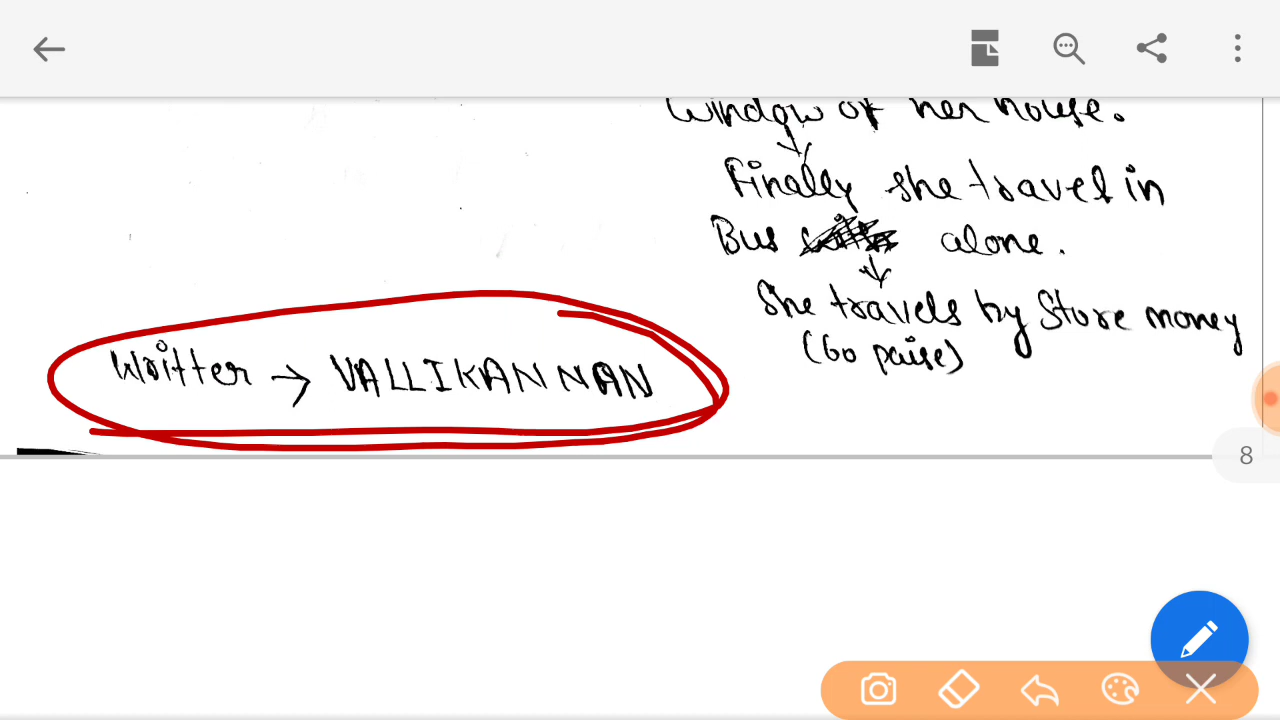 Window of her house.
Finally she travel in
Bus alone.
She travels by Store money
(60 paise)
Writter → VALLIKANNAN
8